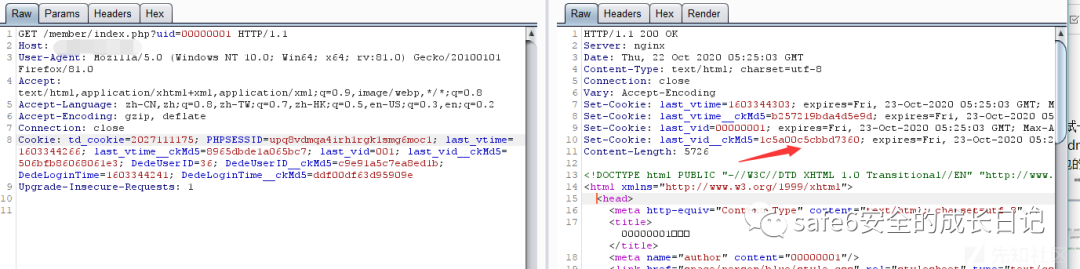 Raw Params Headers Hex
1 GET /member/index.php?uid=00000001 HTTP/1.1
2 Host:
3 User-Agent: Mozilla/5.0 (Windows NT 10.0; Win64; x64; rv:81.0) Gecko/20100101
Firefox/81.0
4 Accept:
text/html,application/xhtml+xml,application/xml;q=0.9,image/webp,*/*;q=0.8
5 Accept-Language: zh-CN,zh;q=0.8,zh-TW;q=0.7,zh-HK;q=0.5,en-US;q=0.3,en;q=0.2
6 Accept-Encoding: gzip, deflate
7 Connection: close
8 Cookie: td_cookie=2027111175; PHPSESSID=upq8vdmqa4irhlrgklsmmg6moc1; last_vtime=
1603344266; last_vtime__ckMd5=8965dbde1a065bc7; last_vid=001; last_vid__ckMd5=
506bfb86068061e3; DedeUserID=36; DedeUserID__ckMd5=c9e91a5c7ea8ed1b;
DedeLoginTime=1603344241; DedeLoginTime__ckMd5=ddf00df63d95909e
9 Upgrade-Insecure-Requests: 1
10
11
Raw Headers Hex Render
1 HTTP/1.1 200 OK
2 Server: nginx
3 Date: Thu, 22 Oct 2020 05:25:03 GMT
4 Content-Type: text/html; charset=utf-8
5 Connection: close
6 Vary: Accept-Encoding
7 Set-Cookie: last_vtime=1603344303; expires=Fri, 23-Oct-2020 05:25:03 GMT; M
8 Set-Cookie: last_vtime__ckMd5=b257219bda4d5e9d; expires=Fri, 23-Oct-2020 05
9 Set-Cookie: last_vid=00000001; expires=Fri, 23-Oct-2020 05:25:03 GMT; Max-A
10 Set-Cookie: last_vid__ckMd5=1c5a00c5cbbd7360; expires=Fri, 23-Oct-2020 05:2
11 Content-Length: 5726
12
13 <!DOCTYPE html PUBLIC "-//W3C//DTD XHTML 1.0 Transitional//EN" "http://www.
14 <html xmlns="http://www.w3.org/1999/xhtml">
15 <head>
16 <meta http-equiv="Content-Type" content="text/html; charset=utf-8" />
17 <title>
00000001
</title>
18 <meta name="author" content="00000001"/>
safe6安全的成长日记
先知社区